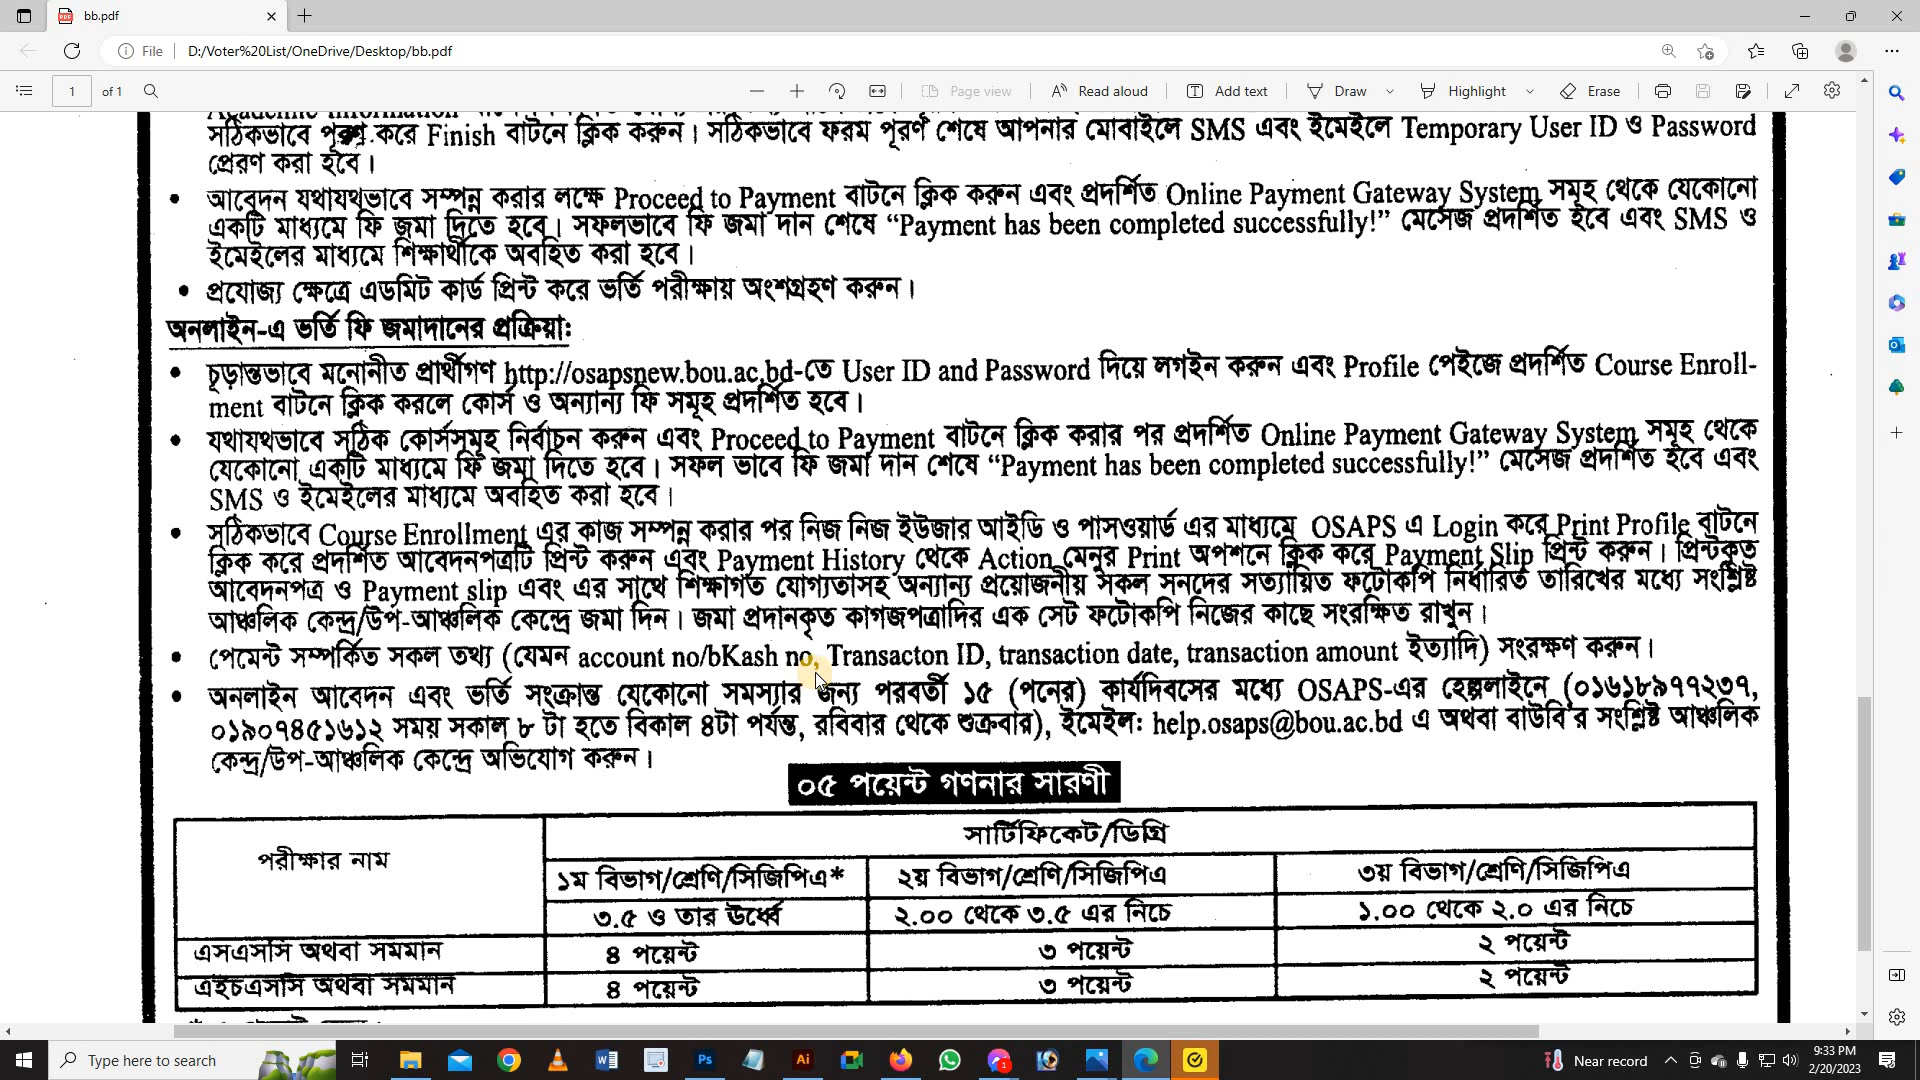 bb.pdf
File D:/Voter%20List/OneDrive/Desktop/bb.pdf
1 of 1 Page view Read aloud Add text Draw Highlight Erase
Academic Information
সঠিকভাবে পূরণ করে Finish বাটনে ক্লিক করুন। সঠিকভাবে ফরম পূরণ শেষে আপনার মোবাইলে SMS এবং ইমেইলে Temporary User ID ও Password
প্রেরণ করা হবে।
• আবেদন যথাযথভাবে সম্পন্ন করার লক্ষে Proceed to Payment বাটনে ক্লিক করুন এবং প্রদর্শিত Online Payment Gateway System সমূহ থেকে যেকোনো
একটি মাধ্যমে ফি জমা দিতে হবে। সফলভাবে ফি জমা দান শেষে “Payment has been completed successfully!” মেসেজ প্রদর্শিত হবে এবং SMS ও
ইমেইলের মাধ্যমে শিক্ষার্থীকে অবহিত করা হবে।
• প্রযোজ্য ক্ষেত্রে এডমিট কার্ড প্রিন্ট করে ভর্তি পরীক্ষায় অংশগ্রহণ করুন।
অনলাইন-এ ভর্তি ফি জমাদানের প্রক্রিয়া:
• চূড়ান্তভাবে মনোনীত প্রার্থীগণ http://osapsnew.bou.ac.bd-তে User ID and Password দিয়ে লগইন করুন এবং Profile পেইজে প্রদর্শিত Course Enroll-
ment বাটনে ক্লিক করলে কোর্স ও অন্যান্য ফি সমূহ প্রদর্শিত হবে।
• যথাযথভাবে সঠিক কোর্সসমূহ নির্বাচন করুন এবং Proceed to Payment বাটনে ক্লিক করার পর প্রদর্শিত Online Payment Gateway System সমূহ থেকে
যেকোনো একটি মাধ্যমে ফি জমা দিতে হবে। সফল ভাবে ফি জমা দান শেষে “Payment has been completed successfully!” মেসেজ প্রদর্শিত হবে এবং
SMS ও ইমেইলের মাধ্যমে অবহিত করা হবে।
• সঠিকভাবে Course Enrollment এর কাজ সম্পন্ন করার পর নিজ নিজ ইউজার আইডি ও পাসওয়ার্ড এর মাধ্যমে OSAPS এ Login করে Print Profile বাটনে
ক্লিক করে প্রদর্শিত আবেদনপত্রটি প্রিন্ট করুন এবং Payment History থেকে Action মেনুর Print অপশনে ক্লিক করে Payment Slip প্রিন্ট করুন। প্রিন্টকৃত
আবেদনপত্র ও Payment slip এবং এর সাথে শিক্ষাগত যোগ্যতাসহ অন্যান্য প্রয়োজনীয় সকল সনদের সত্যায়িত ফটোকপি নির্ধারিত তারিখের মধ্যে সংশ্লিষ্ট
আঞ্চলিক কেন্দ্র/উপ-আঞ্চলিক কেন্দ্রে জমা দিন। জমা প্রদানকৃত কাগজপত্রাদির এক সেট ফটোকপি নিজের কাছে সংরক্ষিত রাখুন।
• পেমেন্ট সম্পর্কিত সকল তথ্য (যেমন account no/bKash no, Transacton ID, transaction date, transaction amount ইত্যাদি) সংরক্ষণ করুন।
• অনলাইন আবেদন এবং ভর্তি সংক্রান্ত যেকোনো সমস্যার জন্য পরবর্তী ১৫ (পনের) কার্যদিবসের মধ্যে OSAPS-এর হেল্পলাইনে (০১৬১৮৯৭৭২৩৭,
০১৯০৭৪৫১৬১২ সময় সকাল ৮ টা হতে বিকাল ৪টা পর্যন্ত, রবিবার থেকে শুক্রবার), ইমেইল: help.osaps@bou.ac.bd এ অথবা বাউবি’র সংশ্লিষ্ট আঞ্চলিক
কেন্দ্র/উপ-আঞ্চলিক কেন্দ্রে অভিযোগ করুন।
০৫ পয়েন্ট গণনার সারণী
পরীক্ষার নাম সার্টিফিকেট/ডিগ্রি
১ম বিভাগ/শ্রেণি/সিজিপিএ* ২য় বিভাগ/শ্রেণি/সিজিপিএ ৩য় বিভাগ/শ্রেণি/সিজিপিএ
৩.৫ ও তার ঊর্ধ্বে ২.০০ থেকে ৩.৫ এর নিচে ১.০০ থেকে ২.০ এর নিচে
এসএসসি অথবা সমমান ৪ পয়েন্ট ৩ পয়েন্ট ২ পয়েন্ট
এইচএসসি অথবা সমমান ৪ পয়েন্ট ৩ পয়েন্ট ২ পয়েন্ট
Type here to search Near record 9:33 PM
2/20/2023